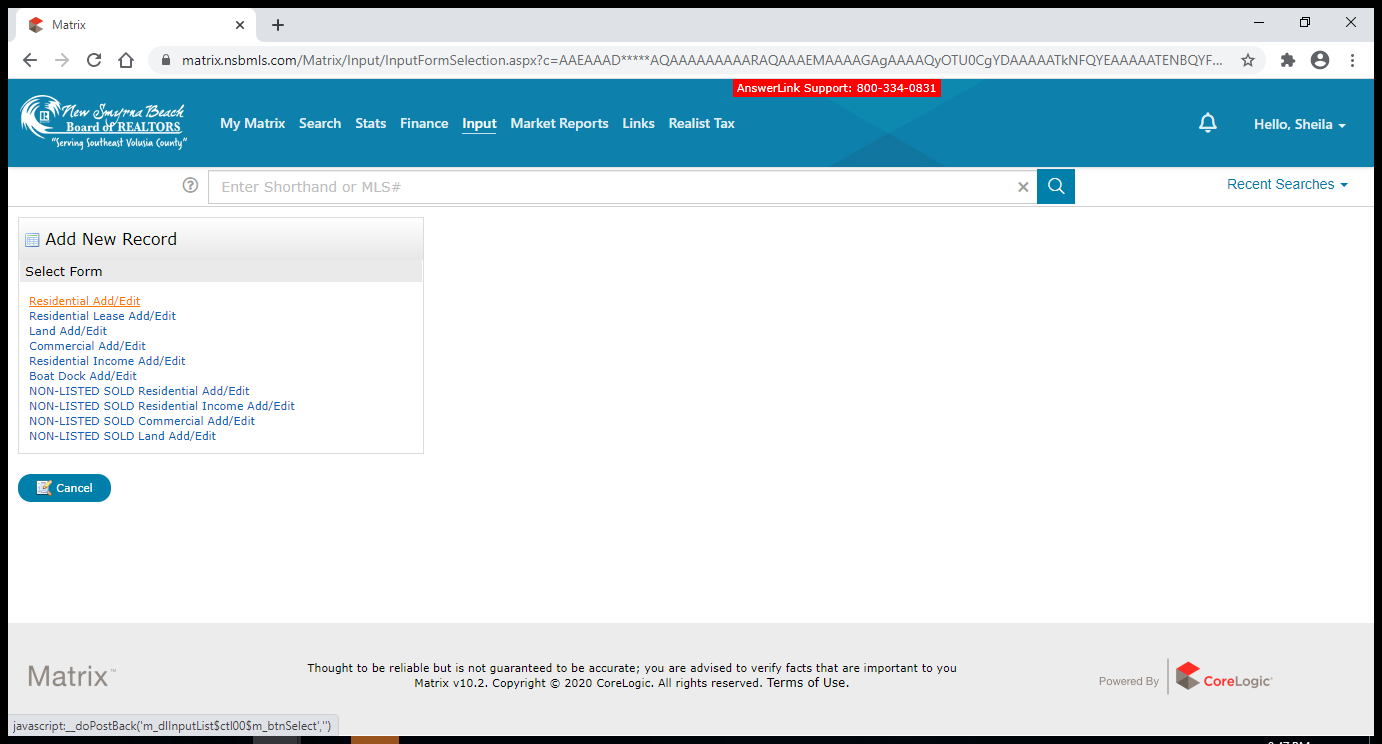 Matrix
matrix.nsbmls.com/Matrix/Input/InputFormSelection.aspx?c=AAEAAAD*****AQAAAAAAAAARAQAAAEMAAAAGAgAAAAQyOTU0CgYDAAAAATkNFQYEAAAAATENBQYF...
AnswerLink Support: 800-334-0831
New Smyrna Beach
Board of REALTORS
"Serving Southeast Volusia County"
My Matrix Search Stats Finance Input Market Reports Links Realist Tax
Hello, Sheila
Enter Shorthand or MLS#
Recent Searches
Add New Record
Select Form
Residential Add/Edit
Residential Lease Add/Edit
Land Add/Edit
Commercial Add/Edit
Residential Income Add/Edit
Boat Dock Add/Edit
NON-LISTED SOLD Residential Add/Edit
NON-LISTED SOLD Residential Income Add/Edit
NON-LISTED SOLD Commercial Add/Edit
NON-LISTED SOLD Land Add/Edit
Cancel
Matrix™
Thought to be reliable but is not guaranteed to be accurate; you are advised to verify facts that are important to you
Matrix v10.2. Copyright © 2020 CoreLogic. All rights reserved. Terms of Use.
Powered By
CoreLogic
javascript:__doPostBack('m_dlInputList$ctl00$m_btnSelect','')